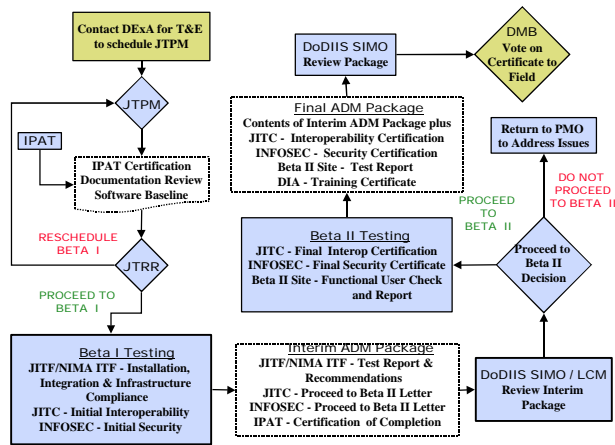 Contact DExA for T&E
to schedule JTPM
JTPM
IPAT
IPAT Certification
Documentation Review
Software Baseline
RESCHEDULE
BETA I
JTRR
PROCEED TO
BETA I
Beta I Testing
JITF/NIMA ITF - Installation,
Integration & Infrastructure
Compliance
JITC - Initial Interoperability
INFOSEC - Initial Security
Interim ADM Package
JITF/NIMA ITF - Test Report &
Recommendations
JITC - Proceed to Beta II Letter
INFOSEC - Proceed to Beta II Letter
IPAT - Certification of Completion
DoDIIS SIMO / LCM
Review Interim
Package
Proceed to
Beta II
Decision
DO NOT
PROCEED
TO BETA II
Return to PMO
to Address Issues
PROCEED
TO
BETA II
Beta II Testing
JITC - Final Interop Certification
INFOSEC - Final Security Certificate
Beta II Site - Functional User Check
and Report
Final ADM Package
Contents of Interim ADM Package plus
JITC - Interoperability Certification
INFOSEC - Security Certification
Beta II Site - Test Report
DIA - Training Certificate
DoDIIS SIMO
Review Package
DMB
Vote on
Certificate to
Field